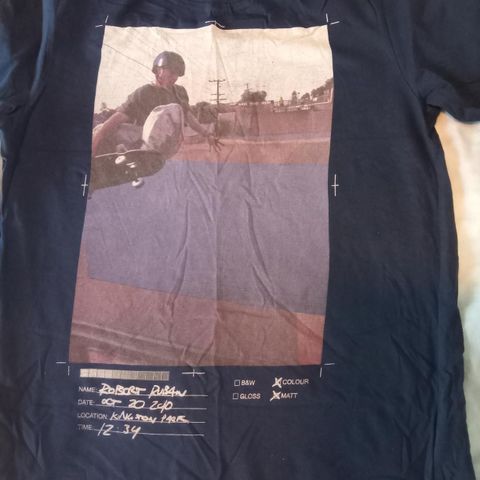 NAME: ROBERT
DATE: OCT 20 2010
LOCATION: KINGSTON PARK
TIME: 12:34
B&W COLOUR
GLOSS MATT